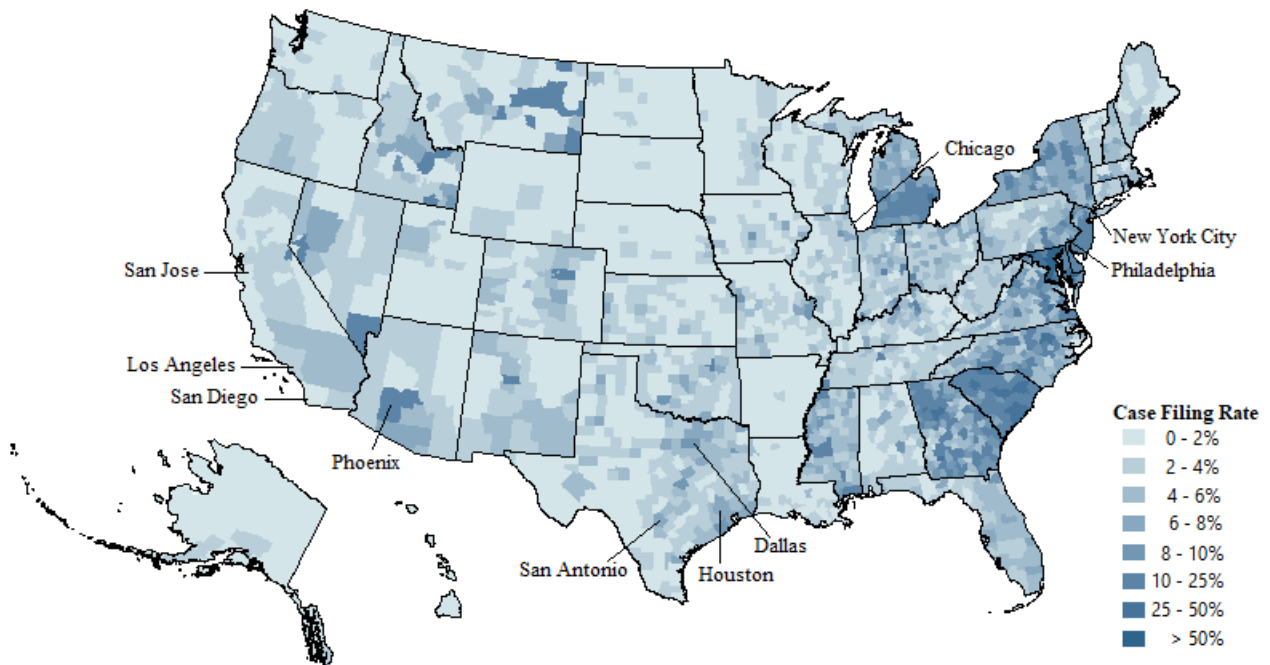 Chicago
New York City
Philadelphia
San Jose
Los Angeles
San Diego
Phoenix
San Antonio
Houston
Dallas
Case Filing Rate
0 - 2%
2 - 4%
4 - 6%
6 - 8%
8 - 10%
10 - 25%
25 - 50%
> 50%